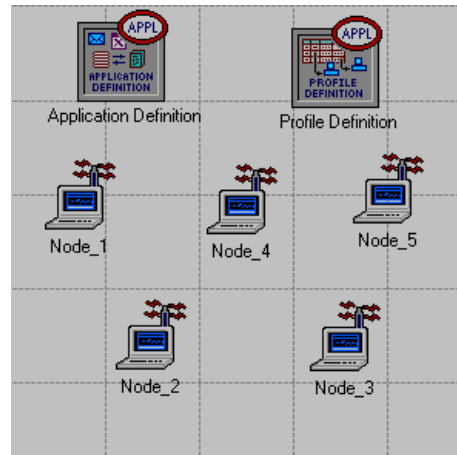 APPL
APPL
APPLICATION
DEFINITION
PROFILE
DEFINITION
Application Definition
Profile Definition
Node_1
Node_4
Node_5
Node_2
Node_3